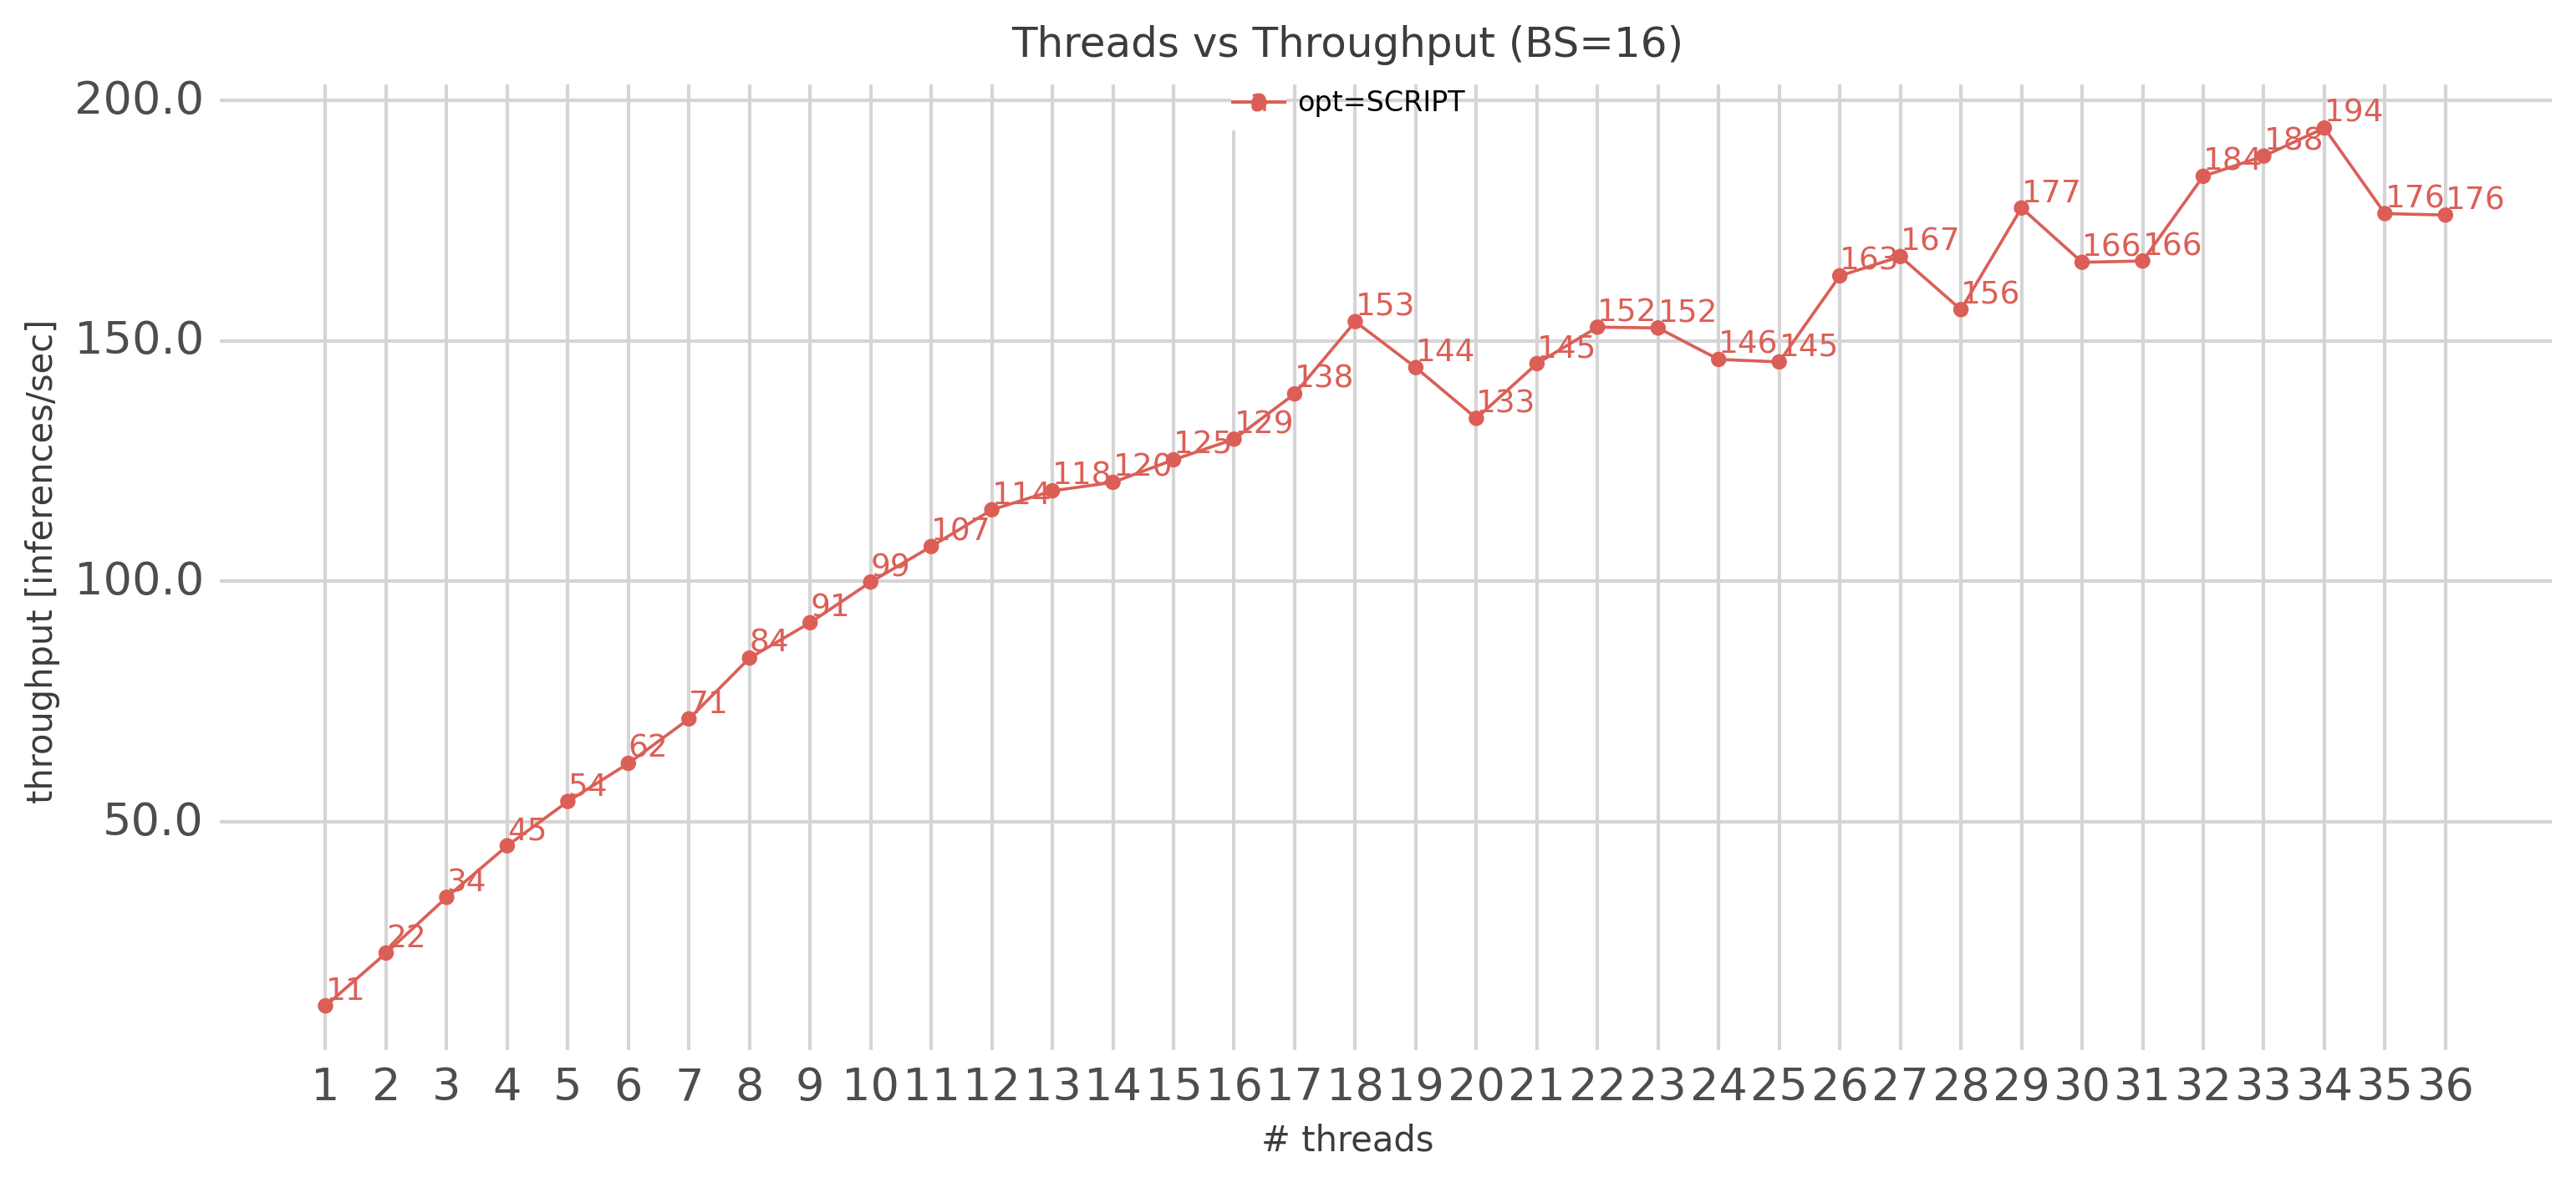 Threads vs Throughput (BS=16)
opt=SCRIPT
throughput [inferences/sec]
200.0
150.0
100.0
50.0
11 22 34 45 54 62 71 84 91 99 107 114 118 120 125 129 138 153 144 133 145 152 152 146 145 163 167 156 177 166 166 184 188 194 176 176
1 2 3 4 5 6 7 8 9 10 11 12 13 14 15 16 17 18 19 20 21 22 23 24 25 26 27 28 29 30 31 32 33 34 35 36
# threads